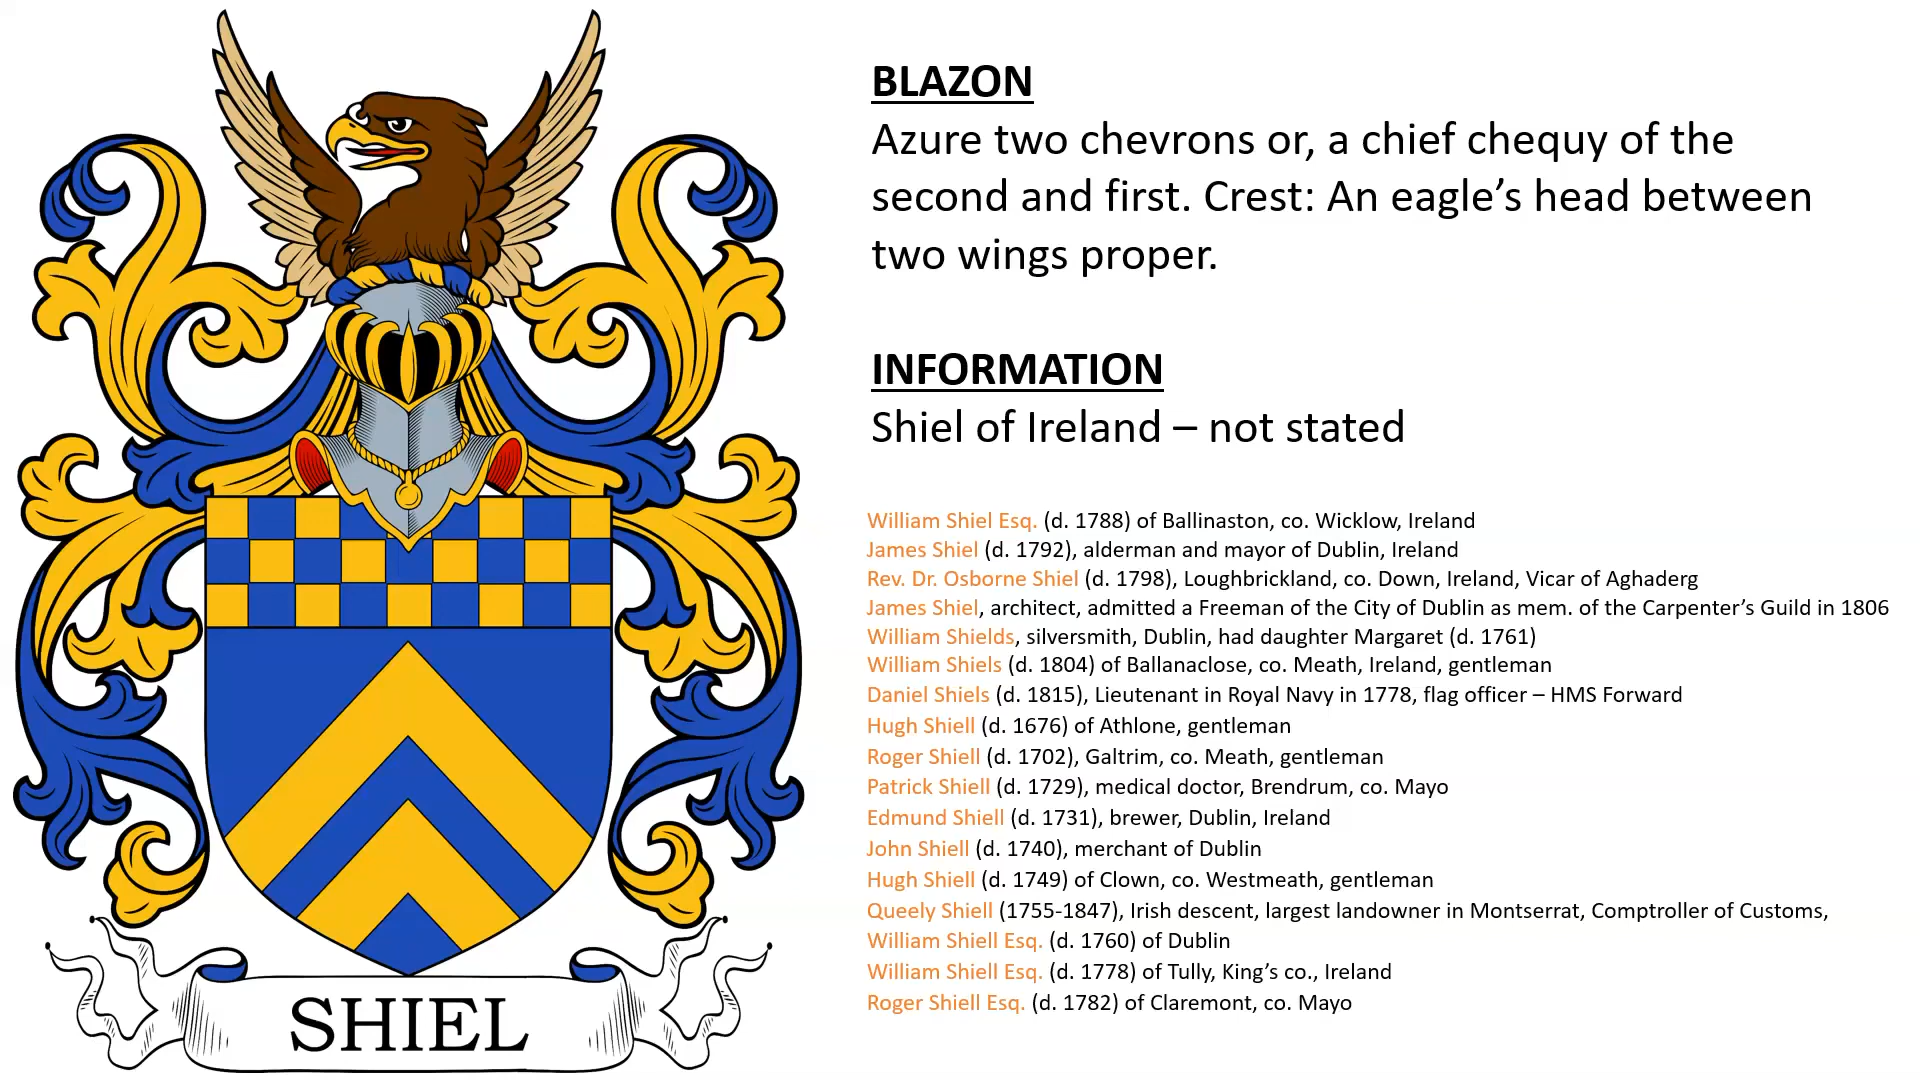 BLAZON
Azure two chevrons or, a chief chequy of the
second and first. Crest: An eagle’s head between
two wings proper.
INFORMATION
Shiel of Ireland – not stated
William Shiel Esq. (d. 1788) of Ballinaston, co. Wicklow, Ireland
James Shiel (d. 1792), alderman and mayor of Dublin, Ireland
Rev. Dr. Osborne Shiel (d. 1798), Loughbrickland, co. Down, Ireland, Vicar of Aghaderg
James Shiel, architect, admitted a Freeman of the City of Dublin as mem. of the Carpenter’s Guild in 1806
William Shields, silversmith, Dublin, had daughter Margaret (d. 1761)
William Shiels (d. 1804) of Ballanaclose, co. Meath, Ireland, gentleman
Daniel Shiels (d. 1815), Lieutenant in Royal Navy in 1778, flag officer – HMS Forward
Hugh Shiell (d. 1676) of Athlone, gentleman
Roger Shiell (d. 1702), Galtrim, co. Meath, gentleman
Patrick Shiell (d. 1729), medical doctor, Brendrum, co. Mayo
Edmund Shiell (d. 1731), brewer, Dublin, Ireland
John Shiell (d. 1740), merchant of Dublin
Hugh Shiell (d. 1749) of Clown, co. Westmeath, gentleman
Queely Shiell (1755-1847), Irish descent, largest landowner in Montserrat, Comptroller of Customs,
William Shiell Esq. (d. 1760) of Dublin
William Shiell Esq. (d. 1778) of Tully, King’s co., Ireland
Roger Shiell Esq. (d. 1782) of Claremont, co. Mayo
SHIEL